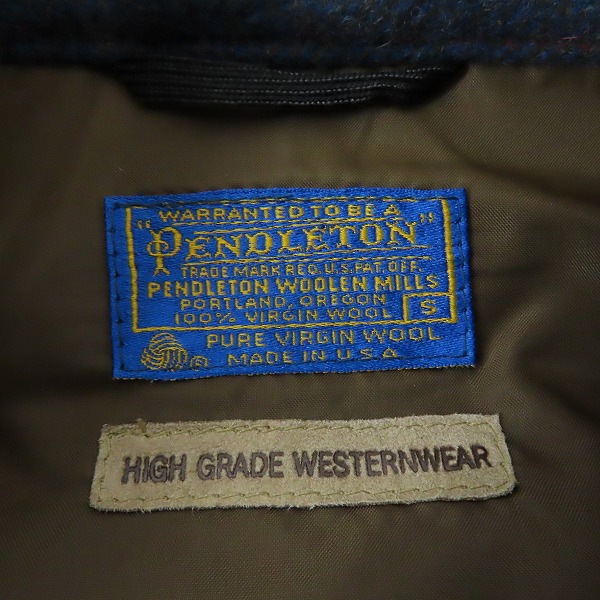 WARRANTED TO BE A
"PENDLETON"
TRADE MARK REG. U.S. PAT. OFF.
PENDLETON WOOLEN MILLS
PORTLAND, OREGON
100% VIRGIN WOOL
S
PURE VIRGIN WOOL
MADE IN U.S.A.
HIGH GRADE WESTERNWEAR